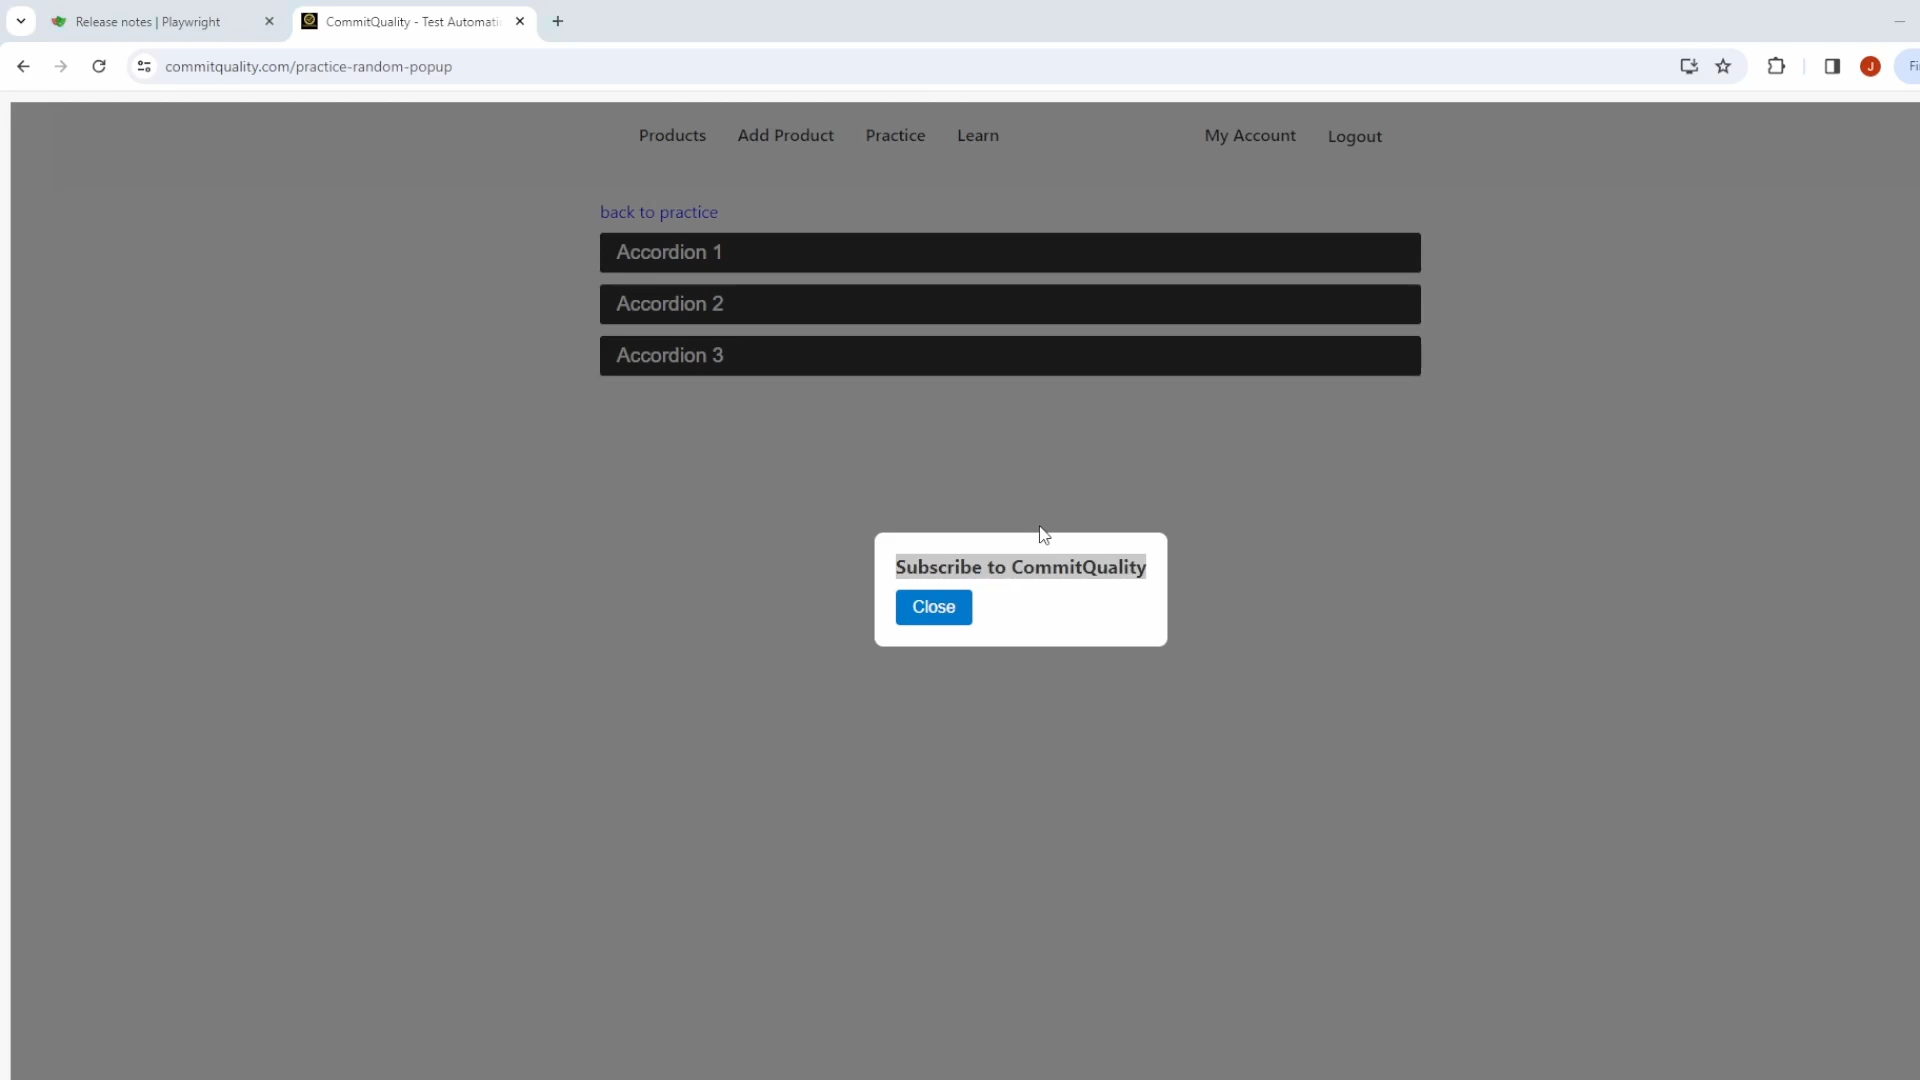 Release notes | Playwright
CommitQuality - Test Automati
commitquality.com/practice-random-popup
J
Fi
Products
Add Product
Practice
Learn
My Account
Logout
back to practice
Accordion 1
Accordion 2
Accordion 3
Subscribe to CommitQuality
Close